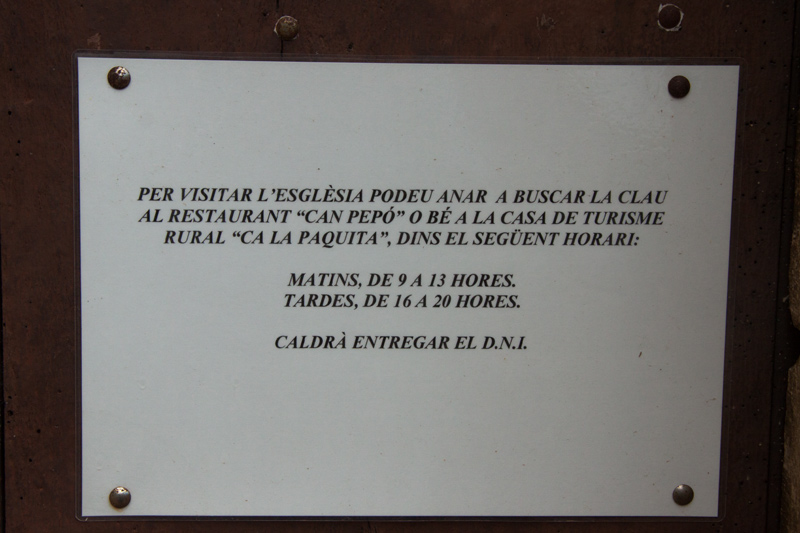 PER VISITAR L'ESGLÈSIA PODEU ANAR A BUSCAR LA CLAU
AL RESTAURANT “CAN PEPÓ” O BÉ A LA CASA DE TURISME
RURAL “CA LA PAQUITA”, DINS EL SEGÜENT HORARI:
MATINS, DE 9 A 13 HORES.
TARDES, DE 16 A 20 HORES.
CALDRÀ ENTREGAR EL D.N.I.